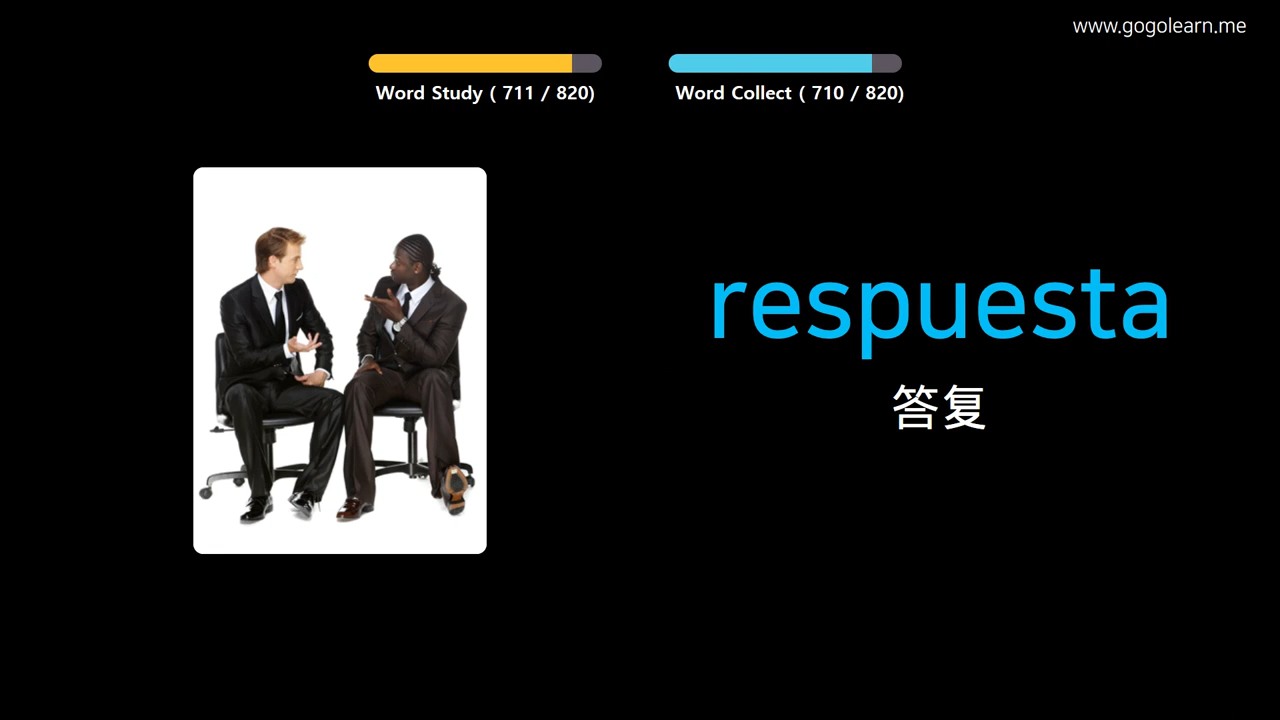 www.gogolearn.me
Word Study ( 711 / 820)
Word Collect ( 710 / 820)
respuesta
答复